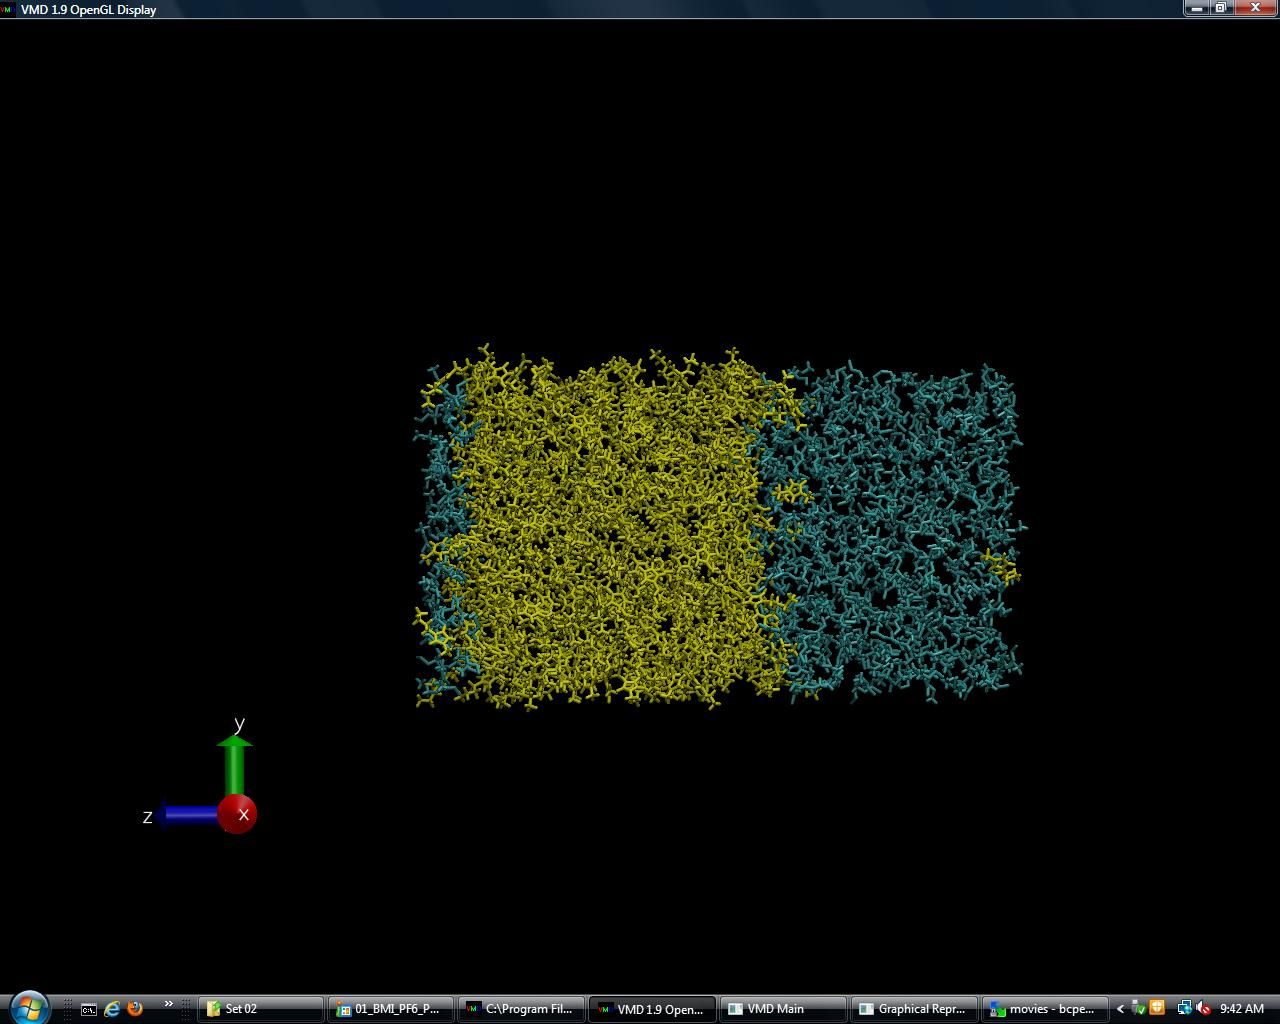 VMD 1.9 OpenGL Display
y
z
x
Set 02
01_BMI_PF6_P...
C:\Program Fil...
VMD 1.9 Open...
VMD Main
Graphical Repr...
movies - bcpe...
9:42 AM